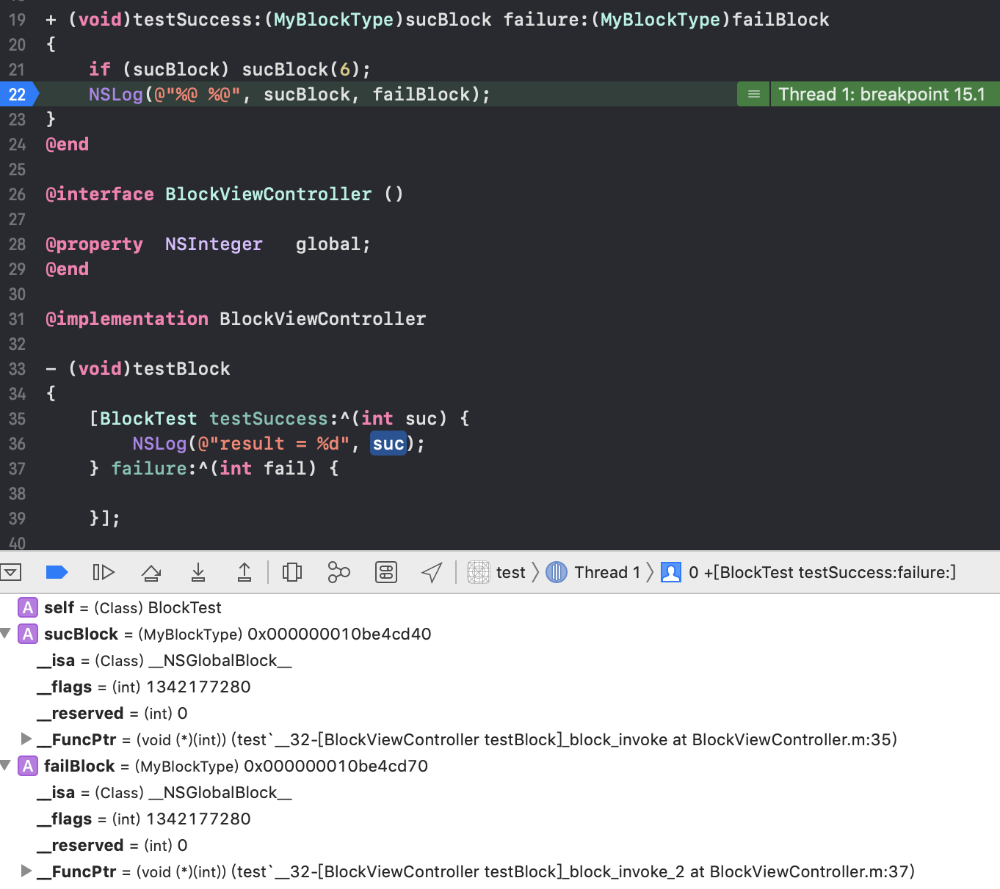 19 + (void)testSuccess:(MyBlockType)sucBlock failure:(MyBlockType)failBlock
20 {
21 if (sucBlock) sucBlock(6);
22 NSLog(@"%@ %@", sucBlock, failBlock); Thread 1: breakpoint 15.1
23 }
24 @end
25
26 @interface BlockViewController ()
27
28 @property NSInteger global;
29 @end
30
31 @implementation BlockViewController
32
33 - (void)testBlock
34 {
35 [BlockTest testSuccess:^(int suc) {
36 NSLog(@"result = %d", suc);
37 } failure:^(int fail) {
38
39 }];
40
test 〉 Thread 1 〉 0 +[BlockTest testSuccess:failure:]
A self = (Class) BlockTest
A sucBlock = (MyBlockType) 0x000000010be4cd40
__isa = (Class) __NSGlobalBlock__
__flags = (int) 1342177280
__reserved = (int) 0
__FuncPtr = (void (*)(int)) (test`__32-[BlockViewController testBlock]_block_invoke at BlockViewController.m:35)
A failBlock = (MyBlockType) 0x000000010be4cd70
__isa = (Class) __NSGlobalBlock__
__flags = (int) 1342177280
__reserved = (int) 0
__FuncPtr = (void (*)(int)) (test`__32-[BlockViewController testBlock]_block_invoke_2 at BlockViewController.m:37)